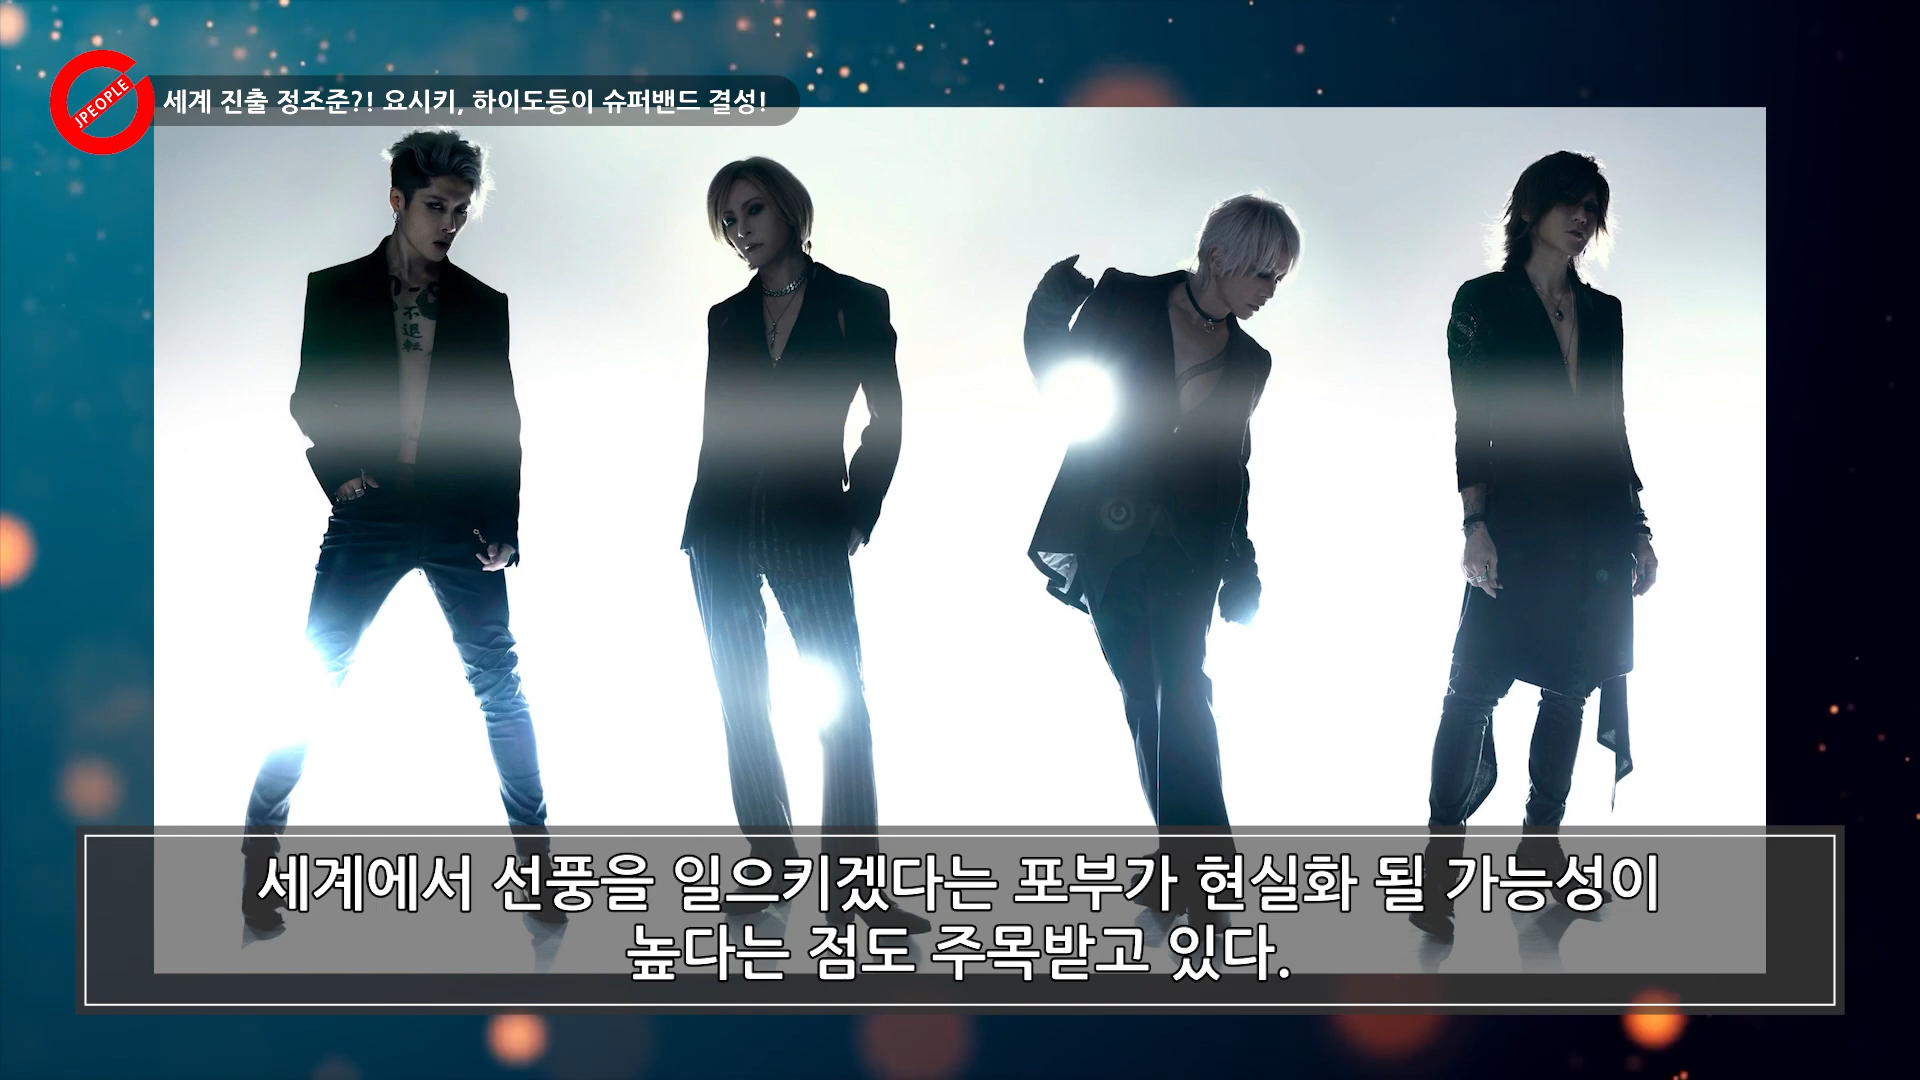 JPEOPLE
세계 진출 정조준?! 요시키, 하이도등이 슈퍼밴드 결성!
不
退
転
세계에서 선풍을 일으키겠다는 포부가 현실화 될 가능성이
높다는 점도 주목받고 있다.